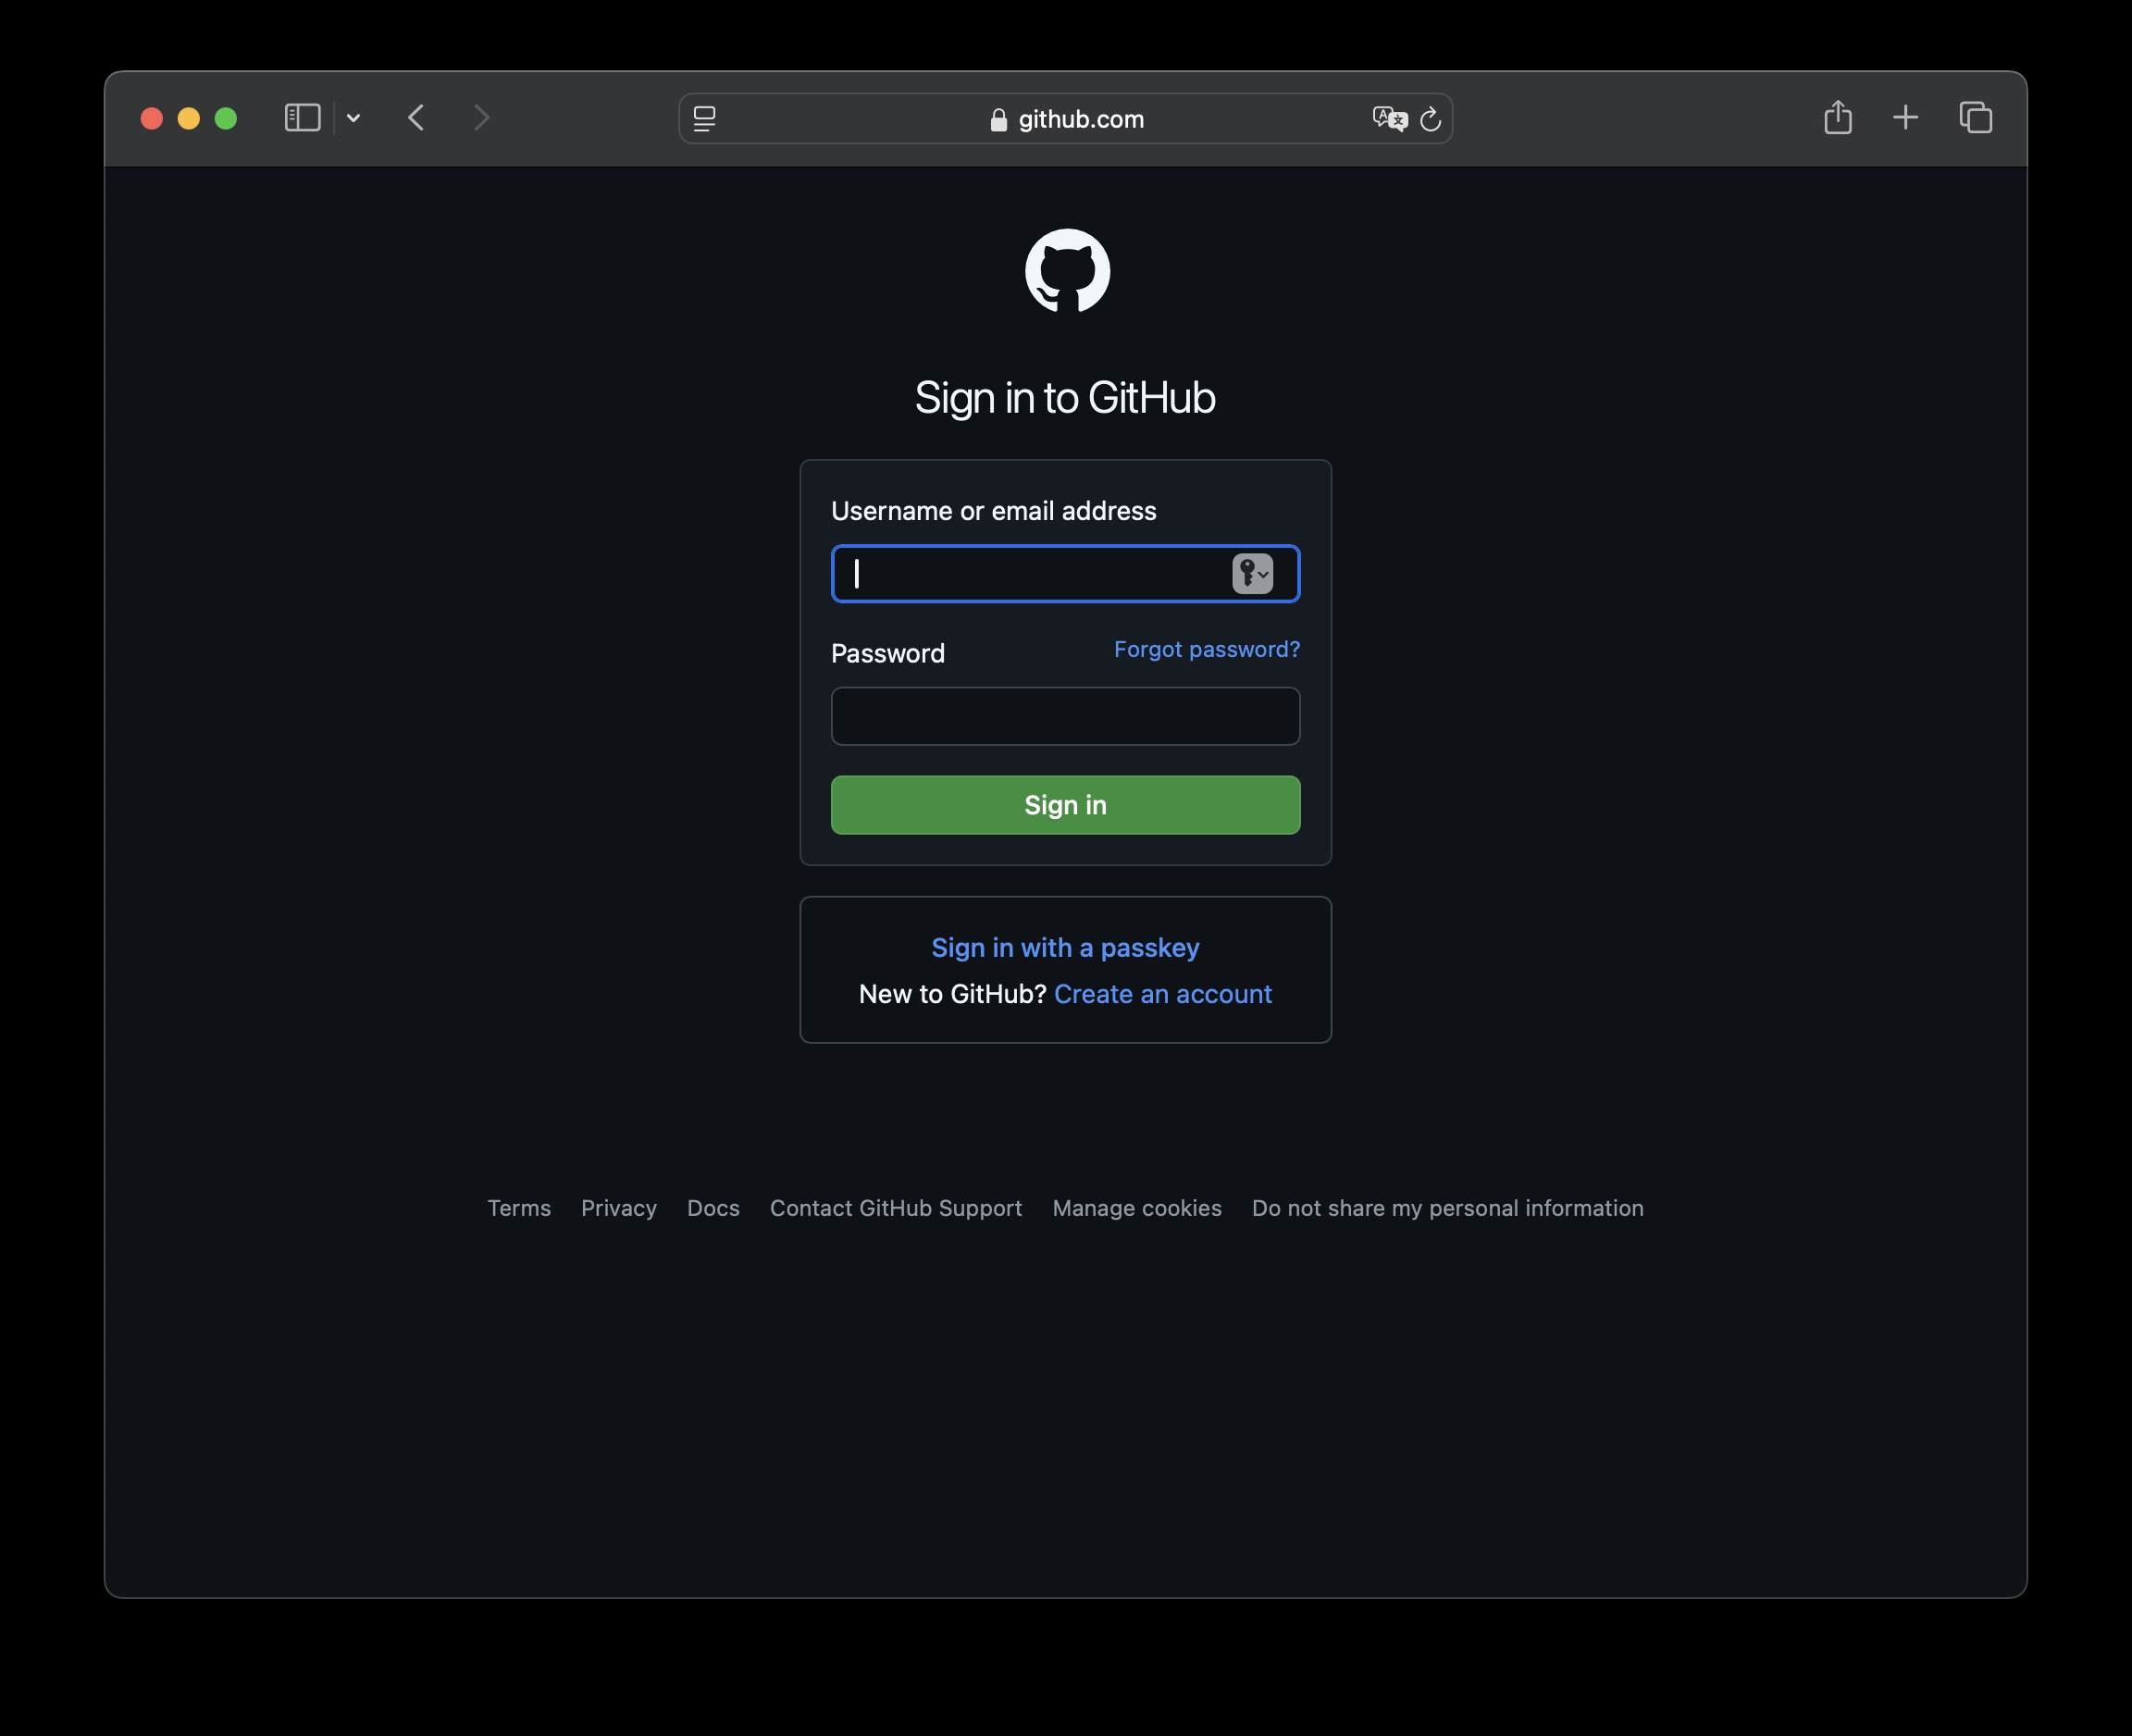 github.com
Sign in to GitHub
Username or email address
Password
Forgot password?
Sign in
Sign in with a passkey
New to GitHub? Create an account
Terms Privacy Docs Contact GitHub Support Manage cookies Do not share my personal information